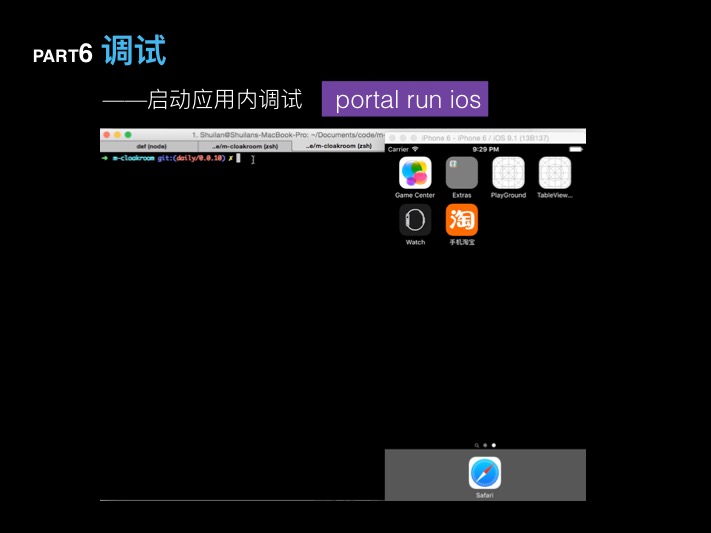 PART6 调试
——启动应用内调试 portal run ios
1. Shuilan@Shuilans-MacBook-Pro: ~/Documents/code/m-
iPhone 6 - iPhone 6 / iOS 9.1 (13B137)
def (node) ..e/m-cloakroom (zsh) ..e/m-cloakroom (zsh)
Carrier 9:29 PM
➜ m-cloakroom git:(daily/0.0.10) ✗
Game Center Extras PlayGround TableView...
淘
Watch 手机淘宝
Safari